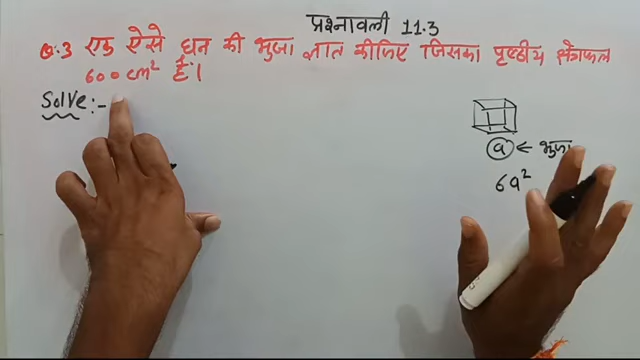 प्रश्नावली 11.3
Q.3 एक ऐसे घन की भुजा ज्ञात कीजिए जिसका पृष्ठीय क्षेत्रफल
600 cm² है।
Solve:-
a ← भुजा
6a²